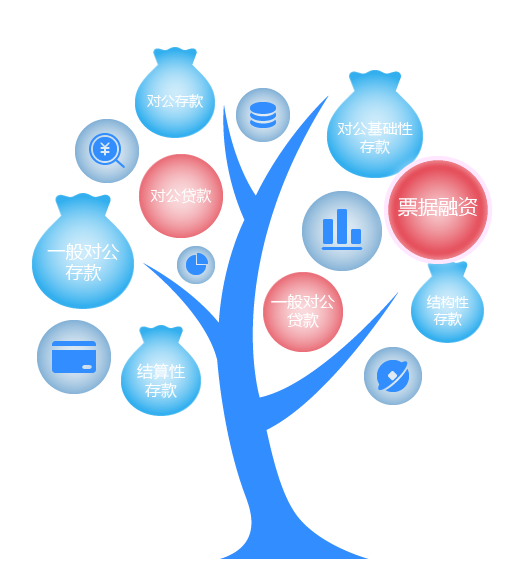 对公存款
对公基础性
存款
对公贷款
票据融资
一般对公
存款
一般对公
贷款
结构性
存款
结算性
存款